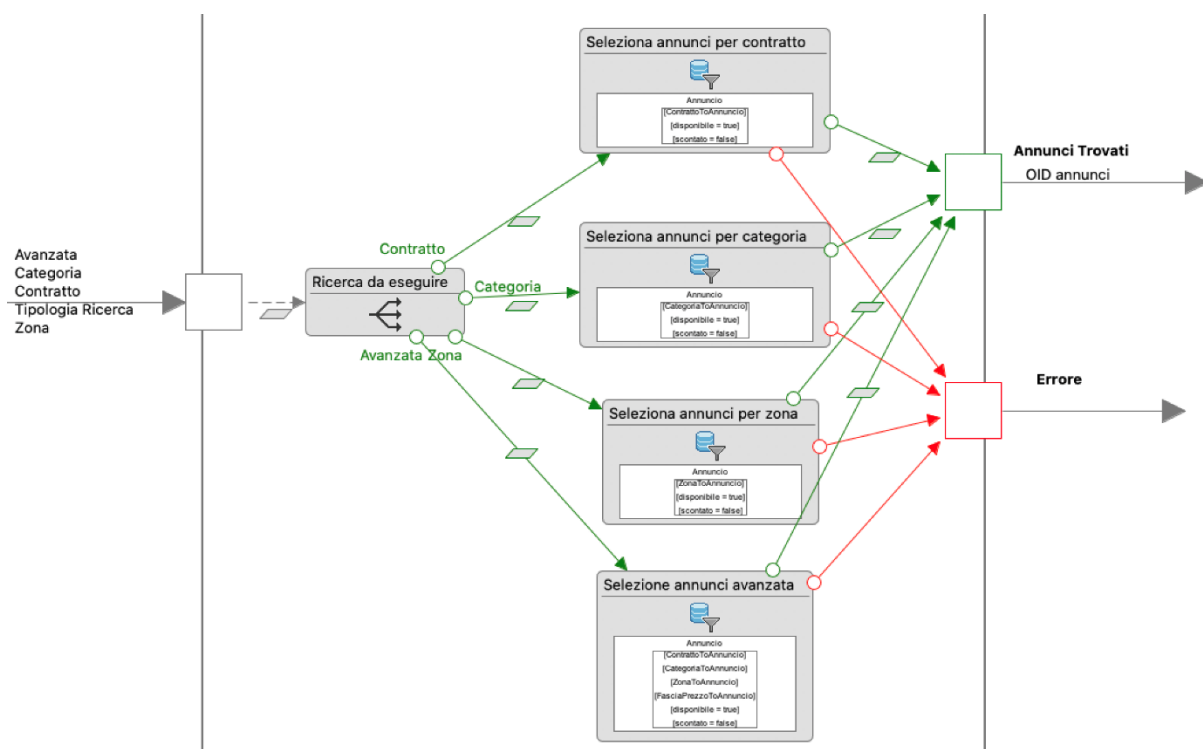 Seleziona annunci per contratto
Annuncio
[ContrattoToAnnuncio]
[disponibile = true]
[scontato = false]
Annunci Trovati
OID annunci
Avanzata
Categoria
Contratto
Tipologia Ricerca
Zona
Contratto
Ricerca da eseguire
Categoria
Avanzata Zona
Seleziona annunci per categoria
Annuncio
[CategoriaToAnnuncio]
[disponibile = true]
[scontato = false]
Errore
Seleziona annunci per zona
Annuncio
[ZonaToAnnuncio]
[disponibile = true]
[scontato = false]
Selezione annunci avanzata
Annuncio
[ContrattoToAnnuncio]
[CategoriaToAnnuncio]
[ZonaToAnnuncio]
[FasciaPrezzoToAnnuncio]
[disponibile = true]
[scontato = false]